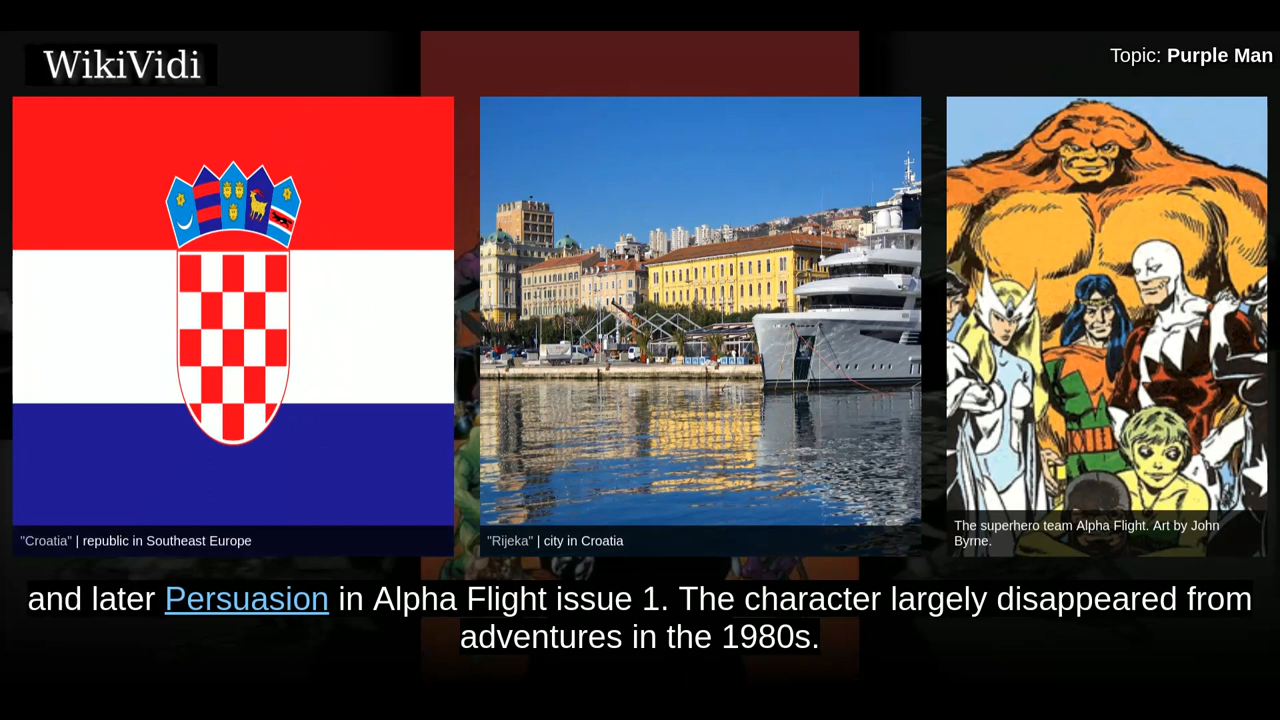 WikiVidi
Topic: Purple Man
"Croatia" | republic in Southeast Europe
"Rijeka" | city in Croatia
The superhero team Alpha Flight. Art by John
Byrne.
and later Persuasion in Alpha Flight issue 1. The character largely disappeared from
adventures in the 1980s.